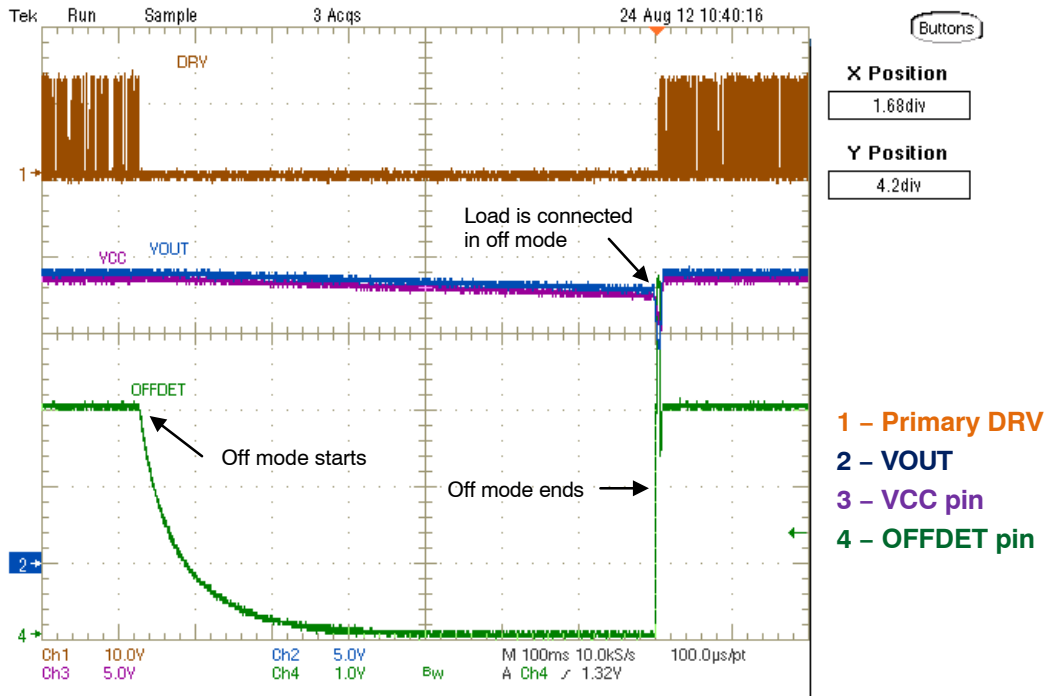 Tek Run Sample 3 Acqs 24 Aug 12 10:40:16
Buttons
X Position
1.68div
Y Position
4.2div
DRV
1
Load is connected
in off mode
VCC VOUT
OFFDET
Off mode starts
Off mode ends
1 – Primary DRV
2 – VOUT
3 – VCC pin
4 – OFFDET pin
2
4
Ch1 10.0V Ch2 5.0V M 100ms 10.0kS/s 100.0µs/pt
Ch3 5.0V Ch4 1.0V BW A Ch4 ∕ 1.32V